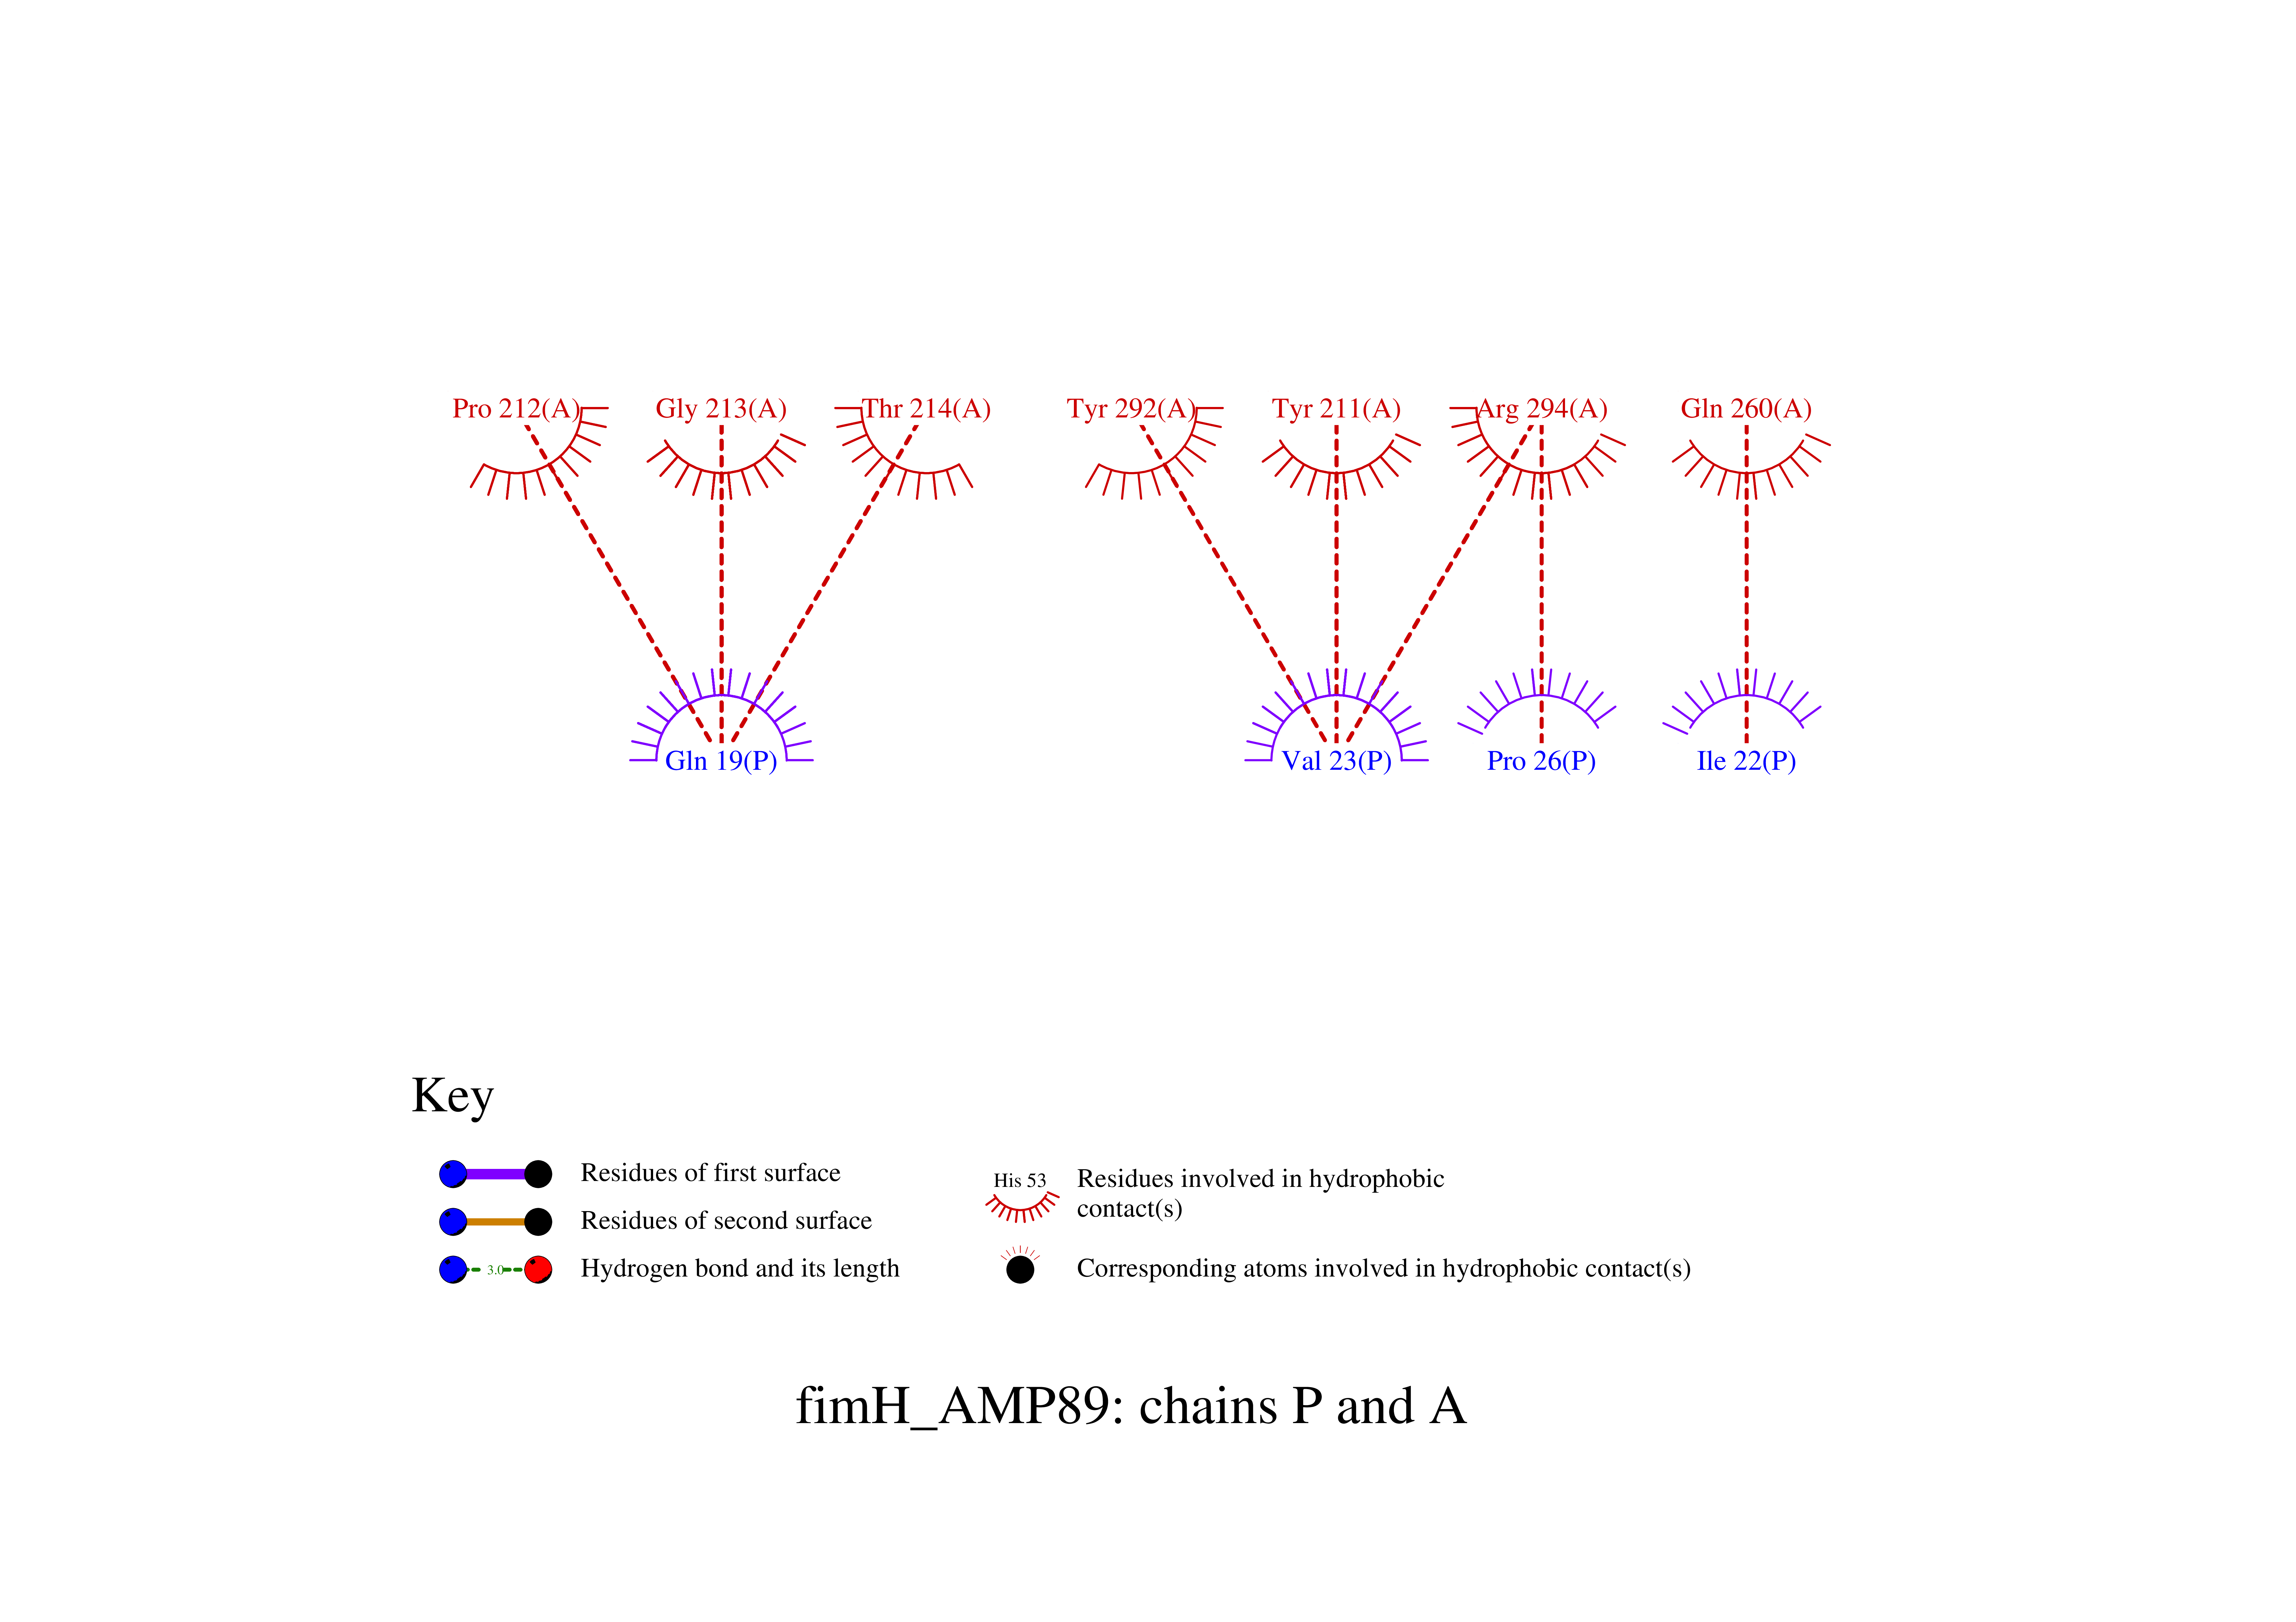 Pro 212(A) Gly 213(A) Thr 214(A) Tyr 292(A) Tyr 211(A) Arg 294(A) Gln 260(A)
Gln 19(P) Val 23(P) Pro 26(P) Ile 22(P)
Key
Residues of first surface
Residues of second surface
3.0 Hydrogen bond and its length
His 53 Residues involved in hydrophobic
contact(s)
Corresponding atoms involved in hydrophobic contact(s)
fimH_AMP89: chains P and A